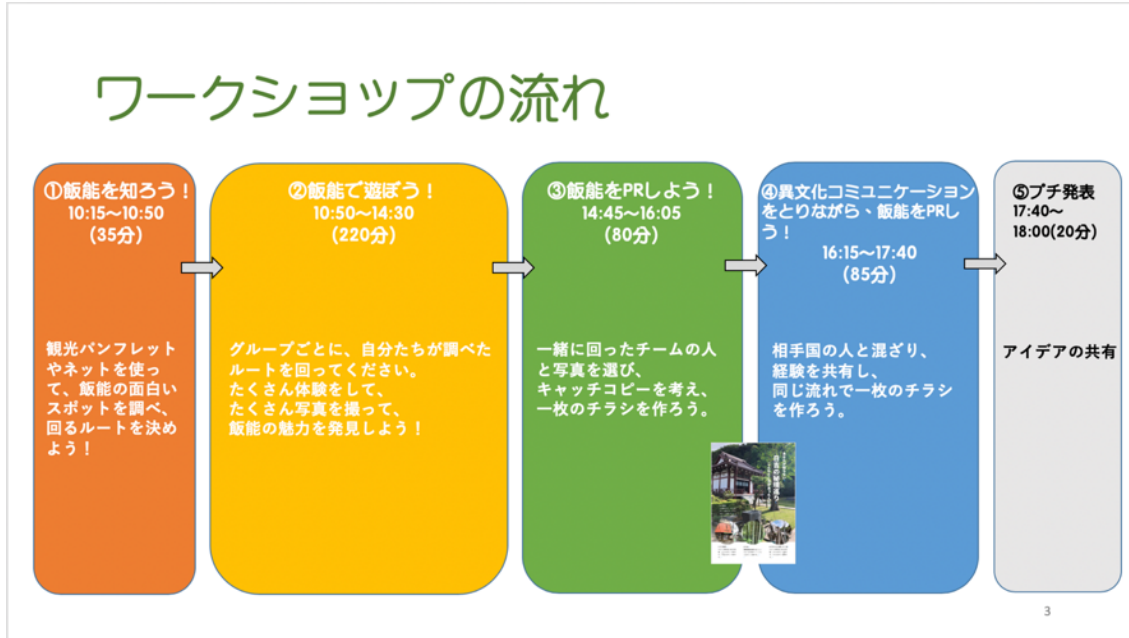 ワークショップの流れ
①飯能を知ろう！
10:15〜10:50
(35分)
観光パンフレット
やネットを使っ
て、飯能の面白い
スポットを調べ、
回るルートを決め
よう！
②飯能で遊ぼう！
10:50〜14:30
(220分)
グループごとに、自分たちが調べた
ルートを回ってください。
たくさん体験をして、
たくさん写真を撮って、
飯能の魅力を発見しよう！
③飯能をPRしよう！
14:45〜16:05
(80分)
一緒に回ったチームの人
と写真を選び、
キャッチコピーを考え、
一枚のチラシを作ろう。
④異文化コミュニケーション
をとりながら、飯能をPRし
う！
16:15〜17:40
(85分)
相手国の人と混ざり、
経験を共有し、
同じ流れで一枚のチラシ
を作ろう。
⑤プチ発表
17:40〜
18:00(20分)
アイデアの共有
3